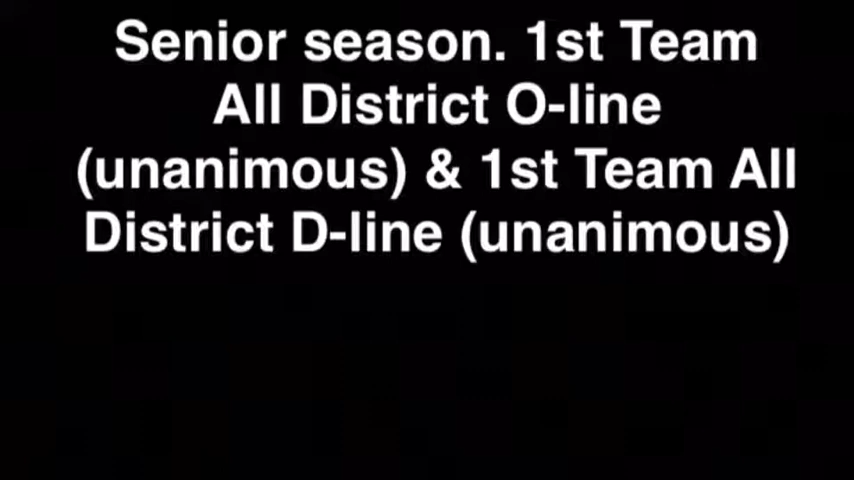 Senior season. 1st Team
All District O-line
(unanimous) & 1st Team All
District D-line (unanimous)